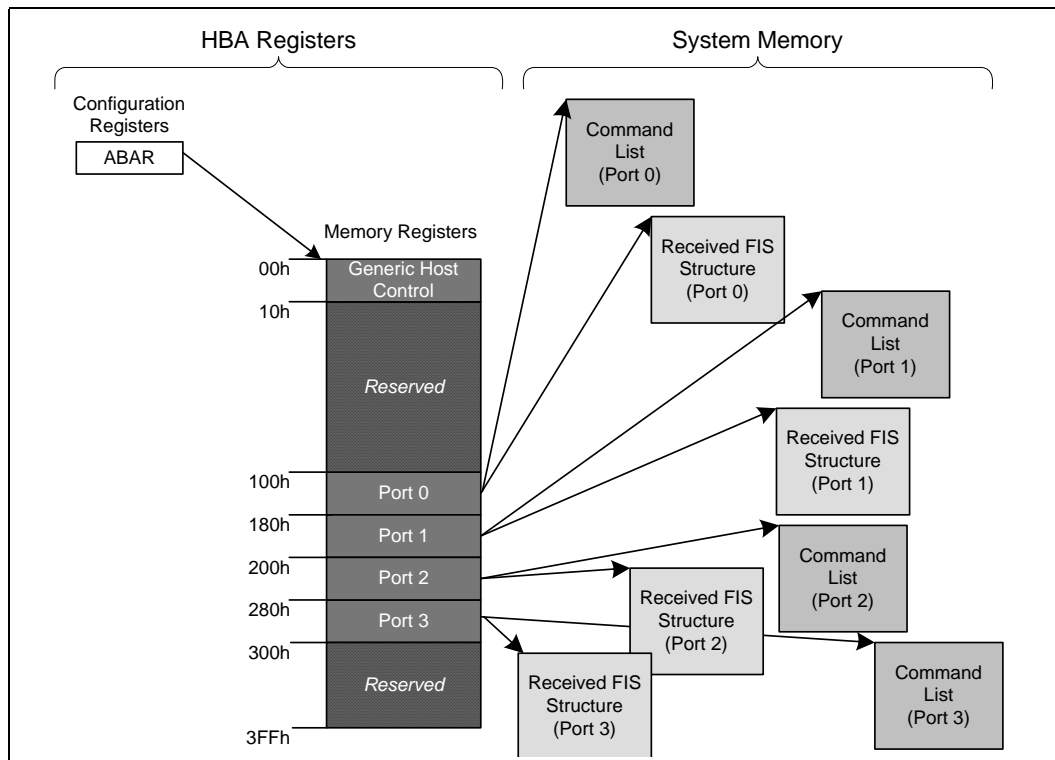 HBA Registers
System Memory
Configuration
Registers
ABAR
Memory Registers
00h
Generic Host
Control
10h
Reserved
100h
Port 0
180h
Port 1
200h
Port 2
280h
Port 3
300h
Reserved
3FFh
Command
List
(Port 0)
Received FIS
Structure
(Port 0)
Command
List
(Port 1)
Received FIS
Structure
(Port 1)
Command
List
(Port 2)
Received FIS
Structure
(Port 2)
Received FIS
Structure
(Port 3)
Command
List
(Port 3)